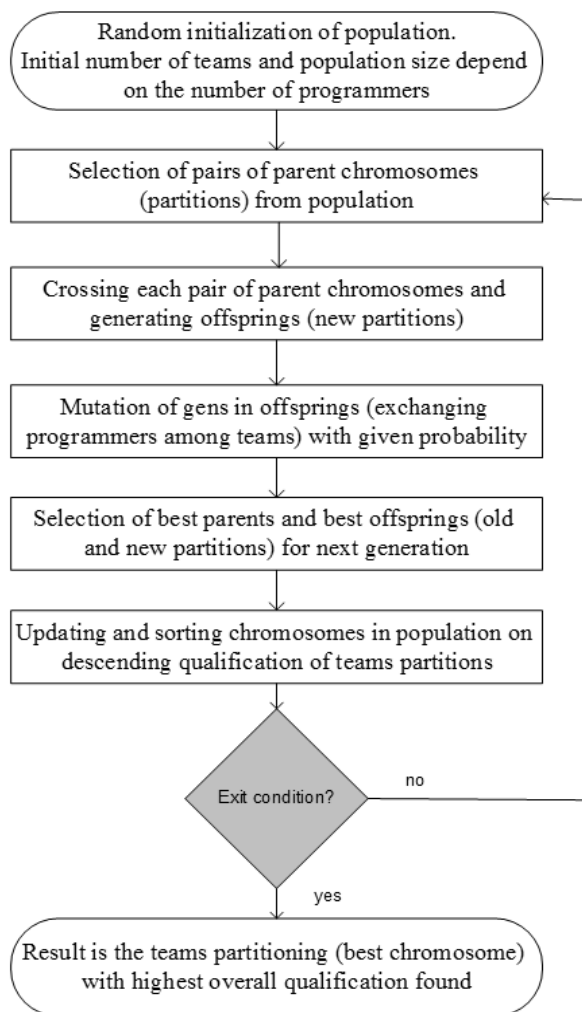 Random initialization of population.
Initial number of teams and population size depend
on the number of programmers
Selection of pairs of parent chromosomes
(partitions) from population
Crossing each pair of parent chromosomes and
generating offsprings (new partitions)
Mutation of gens in offsprings (exchanging
programmers among teams) with given probability
Selection of best parents and best offsprings (old
and new partitions) for next generation
Updating and sorting chromosomes in population on
descending qualification of teams partitions
Exit condition?
no
yes
Result is the teams partitioning (best chromosome)
with highest overall qualification found